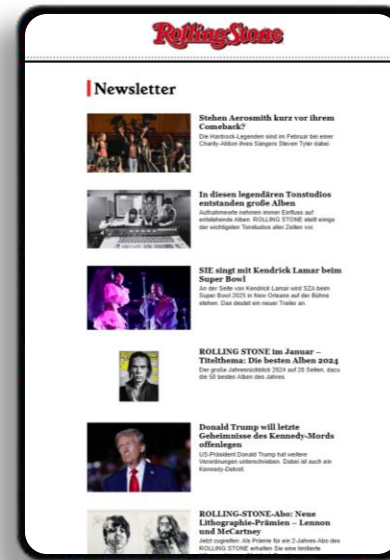 RollingStone
Newsletter
Stehen Aerosmith kurz vor ihrem
Comeback?
Die Hardrock-Legenden sind im Februar bei einer
Charity-Aktion ihres Sängers Steven Tyler dabei.
In diesen legendären Tonstudios
entstanden große Alben
Aufnahmeorte nehmen immer Einfluss auf
entstehende Alben. ROLLING STONE stellt einige
der wichtigsten Tonstudios aller Zeiten vor.
SIE singt mit Kendrick Lamar beim
Super Bowl
An der Seite von Kendrick Lamar wird SZA beim
Super Bowl 2025 in New Orleans auf der Bühne
stehen. Das deutet ein neuer Trailer an.
ROLLING STONE im Januar –
Titelthema: Die besten Alben 2024
Der große Jahresrückblick 2024 auf 28 Seiten, dazu
die 50 besten Alben des Jahres.
Donald Trump will letzte
Geheimnisse des Kennedy-Mords
offenlegen
US-Präsident Donald Trump hat weitere
Verordnungen unterschrieben. Dabei ist auch ein
Kennedy-Dekret.
ROLLING-STONE-Abo: Neue
Lithographie-Prämien – Lennon
und McCartney
Jetzt zugreifen: Als Prämie für ein 2-Jahres-Abo des
ROLLING STONE erhalten Sie eine limitierte